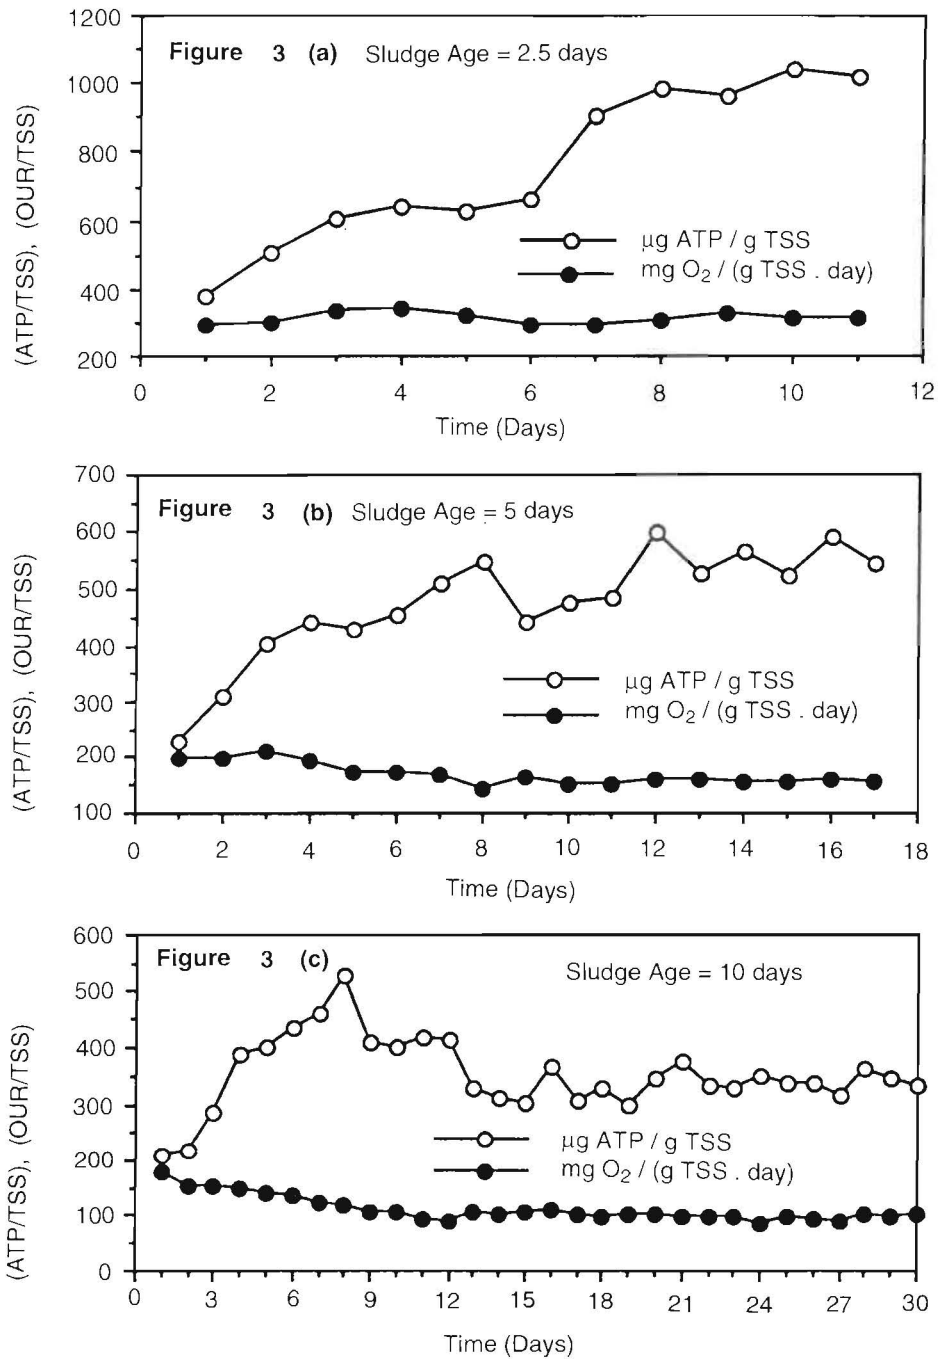 Figure 3 (a) Sludge Age = 2.5 days
1200
1000
800
600
400
200
(ATP/TSS), (OUR/TSS)
µg ATP / g TSS
mg O₂ / (g TSS . day)
0 2 4 6 8 10 12
Time (Days)
Figure 3 (b) Sludge Age = 5 days
700
600
500
400
300
200
100
(ATP/TSS), (OUR/TSS)
µg ATP / g TSS
mg O₂ / (g TSS . day)
0 2 4 6 8 10 12 14 16 18
Time (Days)
Figure 3 (c) Sludge Age = 10 days
600
500
400
300
200
100
0
(ATP/TSS), (OUR/TSS)
µg ATP / g TSS
mg O₂ / (g TSS . day)
0 3 6 9 12 15 18 21 24 27 30
Time (Days)